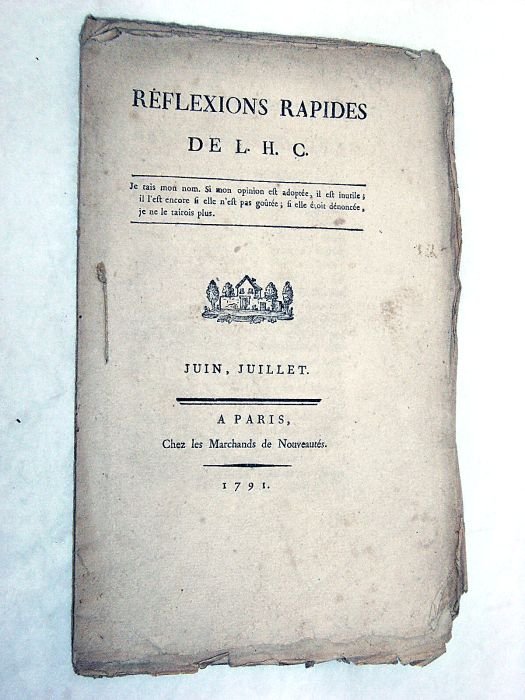 RÉFLEXIONS RAPIDES
DE L. H. C.
Je tais mon nom. Si mon opinion est adoptée, il est inutile;
il l'est encore si elle n'est pas goûtée; si elle étoit dénoncée,
je ne le tairois plus.
JUIN, JUILLET.
A PARIS,
Chez les Marchands de Nouveautés.
1791.